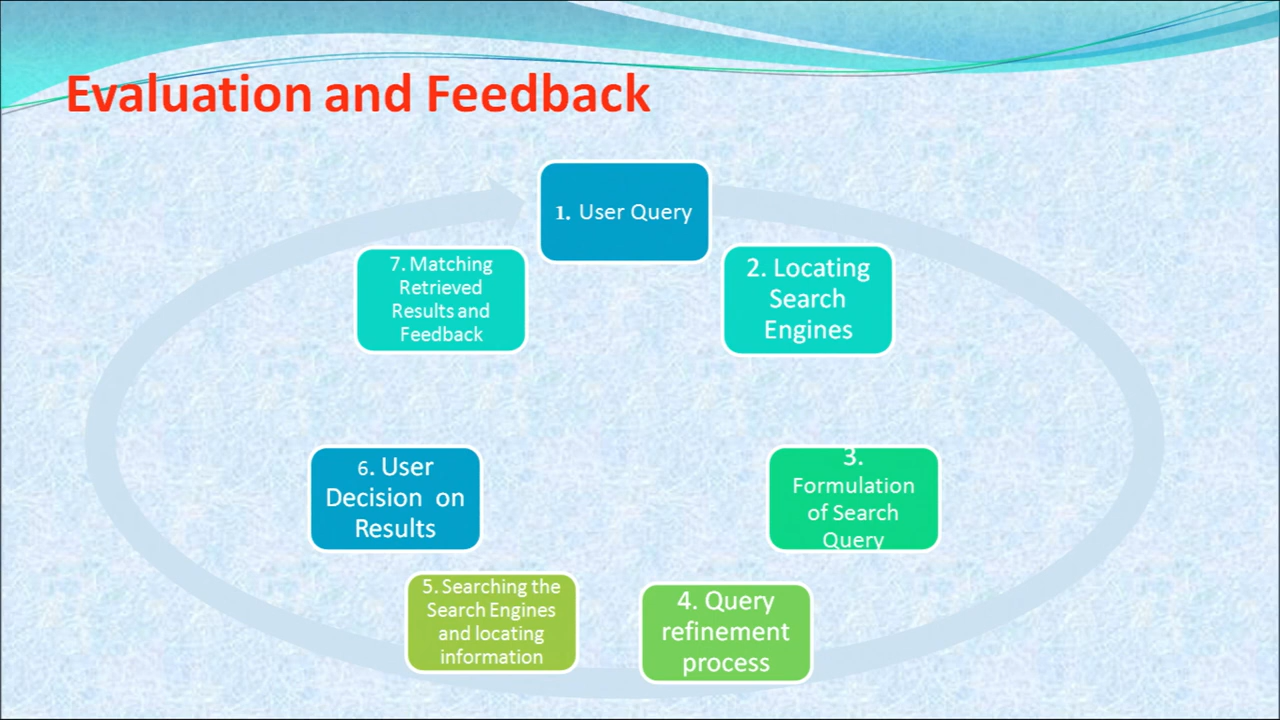 Evaluation and Feedback
1. User Query
2. Locating
Search
Engines
3.
Formulation
of Search
Query
4. Query
refinement
process
5. Searching the
Search Engines
and locating
information
6. User
Decision on
Results
7. Matching
Retrieved
Results and
Feedback